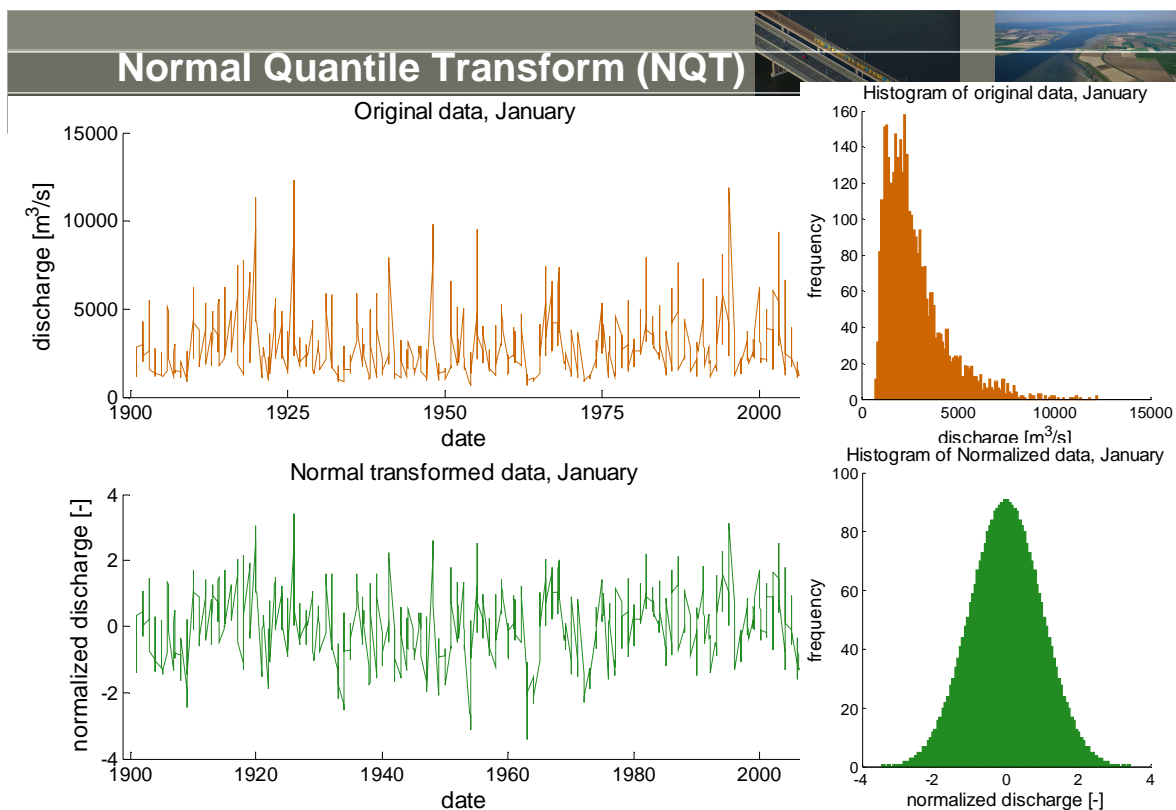 Normal Quantile Transform (NQT)
Original data, January
15000
10000
5000
0
discharge [m³/s]
1900 1925 1950 1975 2000
date
Histogram of original data, January
160
140
120
100
80
60
40
20
0
frequency
0 5000 10000 15000
discharge [m³/s]
Normal transformed data, January
4
2
0
-2
-4
normalized discharge [-]
1900 1920 1940 1960 1980 2000
date
Histogram of Normalized data, January
100
80
60
40
20
0
frequency
-4 -2 0 2 4
normalized discharge [-]